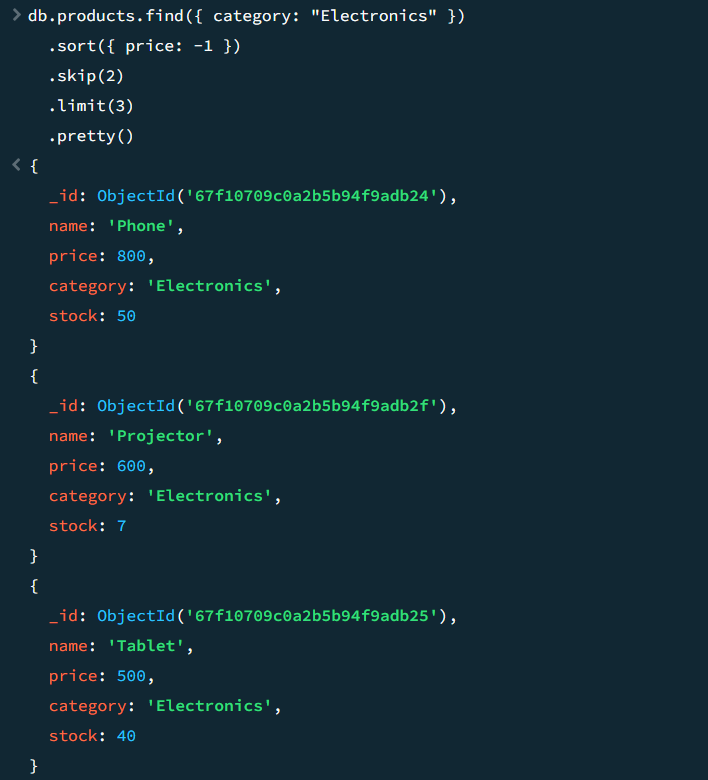 > db.products.find({ category: "Electronics" })
.sort({ price: -1 })
.skip(2)
.limit(3)
.pretty()
< {
_id: ObjectId('67f10709c0a2b5b94f9adb24'),
name: 'Phone',
price: 800,
category: 'Electronics',
stock: 50
}
{
_id: ObjectId('67f10709c0a2b5b94f9adb2f'),
name: 'Projector',
price: 600,
category: 'Electronics',
stock: 7
}
{
_id: ObjectId('67f10709c0a2b5b94f9adb25'),
name: 'Tablet',
price: 500,
category: 'Electronics',
stock: 40
}